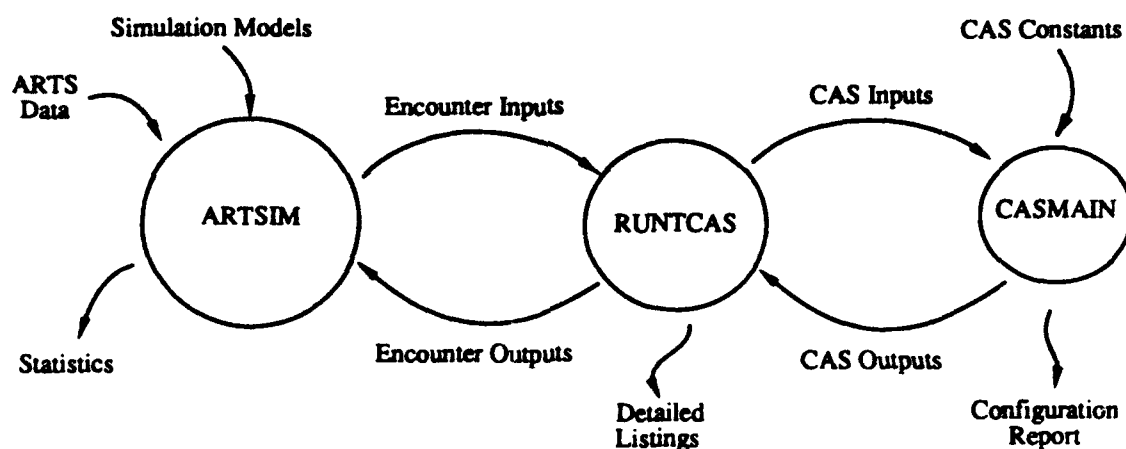 Simulation Models
CAS Constants
ARTS
Data
Encounter Inputs
CAS Inputs
ARTSIM
RUNTCAS
CASMAIN
Statistics
Encounter Outputs
CAS Outputs
Detailed
Listings
Configuration
Report